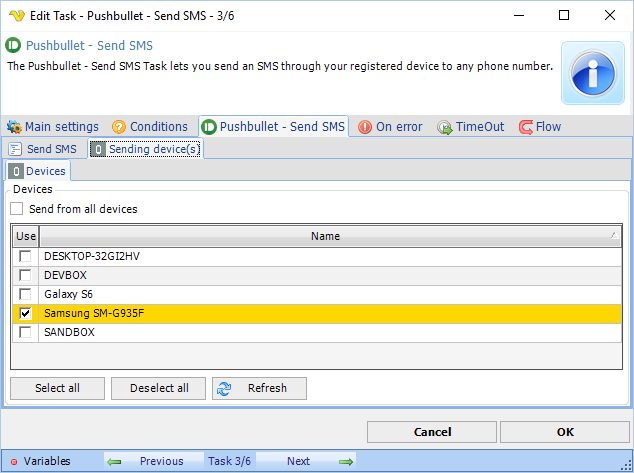 Edit Task - Pushbullet - Send SMS - 3/6
Pushbullet - Send SMS
The Pushbullet - Send SMS Task lets you send an SMS through your registered device to any phone number.
Main settings Conditions Pushbullet - Send SMS On error TimeOut Flow
Send SMS 0 Sending device(s)
0 Devices
Devices
Send from all devices
Use Name
DESKTOP-32GI2HV
DEVBOX
Galaxy S6
Samsung SM-G935F
SANDBOX
Select all Deselect all Refresh
Cancel OK
Variables Previous Task 3/6 Next